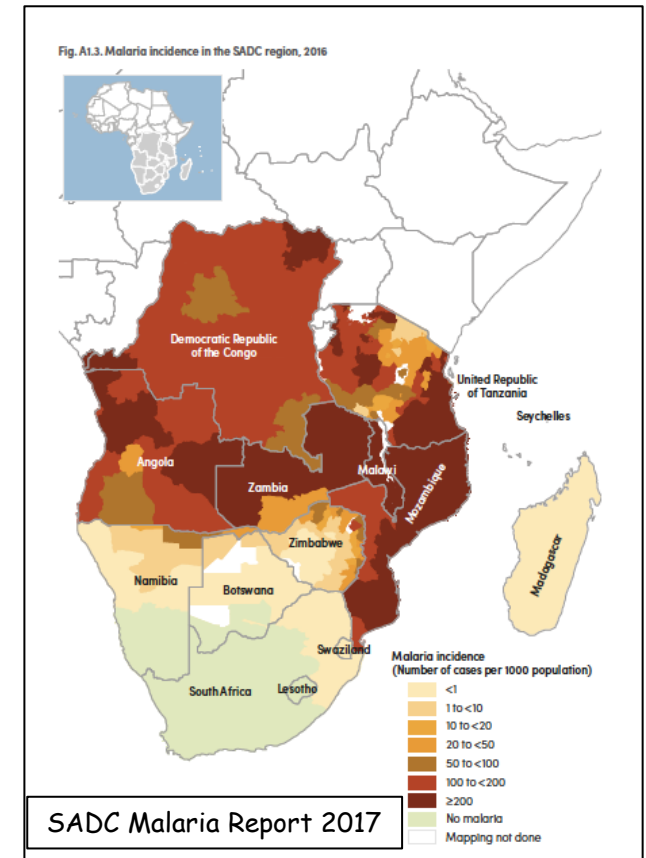 Fig. A1.3. Malaria incidence in the SADC region, 2016
Democratic Republic
of the Congo
United Republic
of Tanzania
Seychelles
Angola
Malawi
Zambia
Mozambique
Zimbabwe
Madagascar
Namibia
Botswana
Swaziland
South Africa
Lesotho
Malaria incidence
(Number of cases per 1000 population)
<1
1 to <10
10 to <20
20 to <50
50 to <100
100 to <200
≥200
No malaria
Mapping not done
SADC Malaria Report 2017